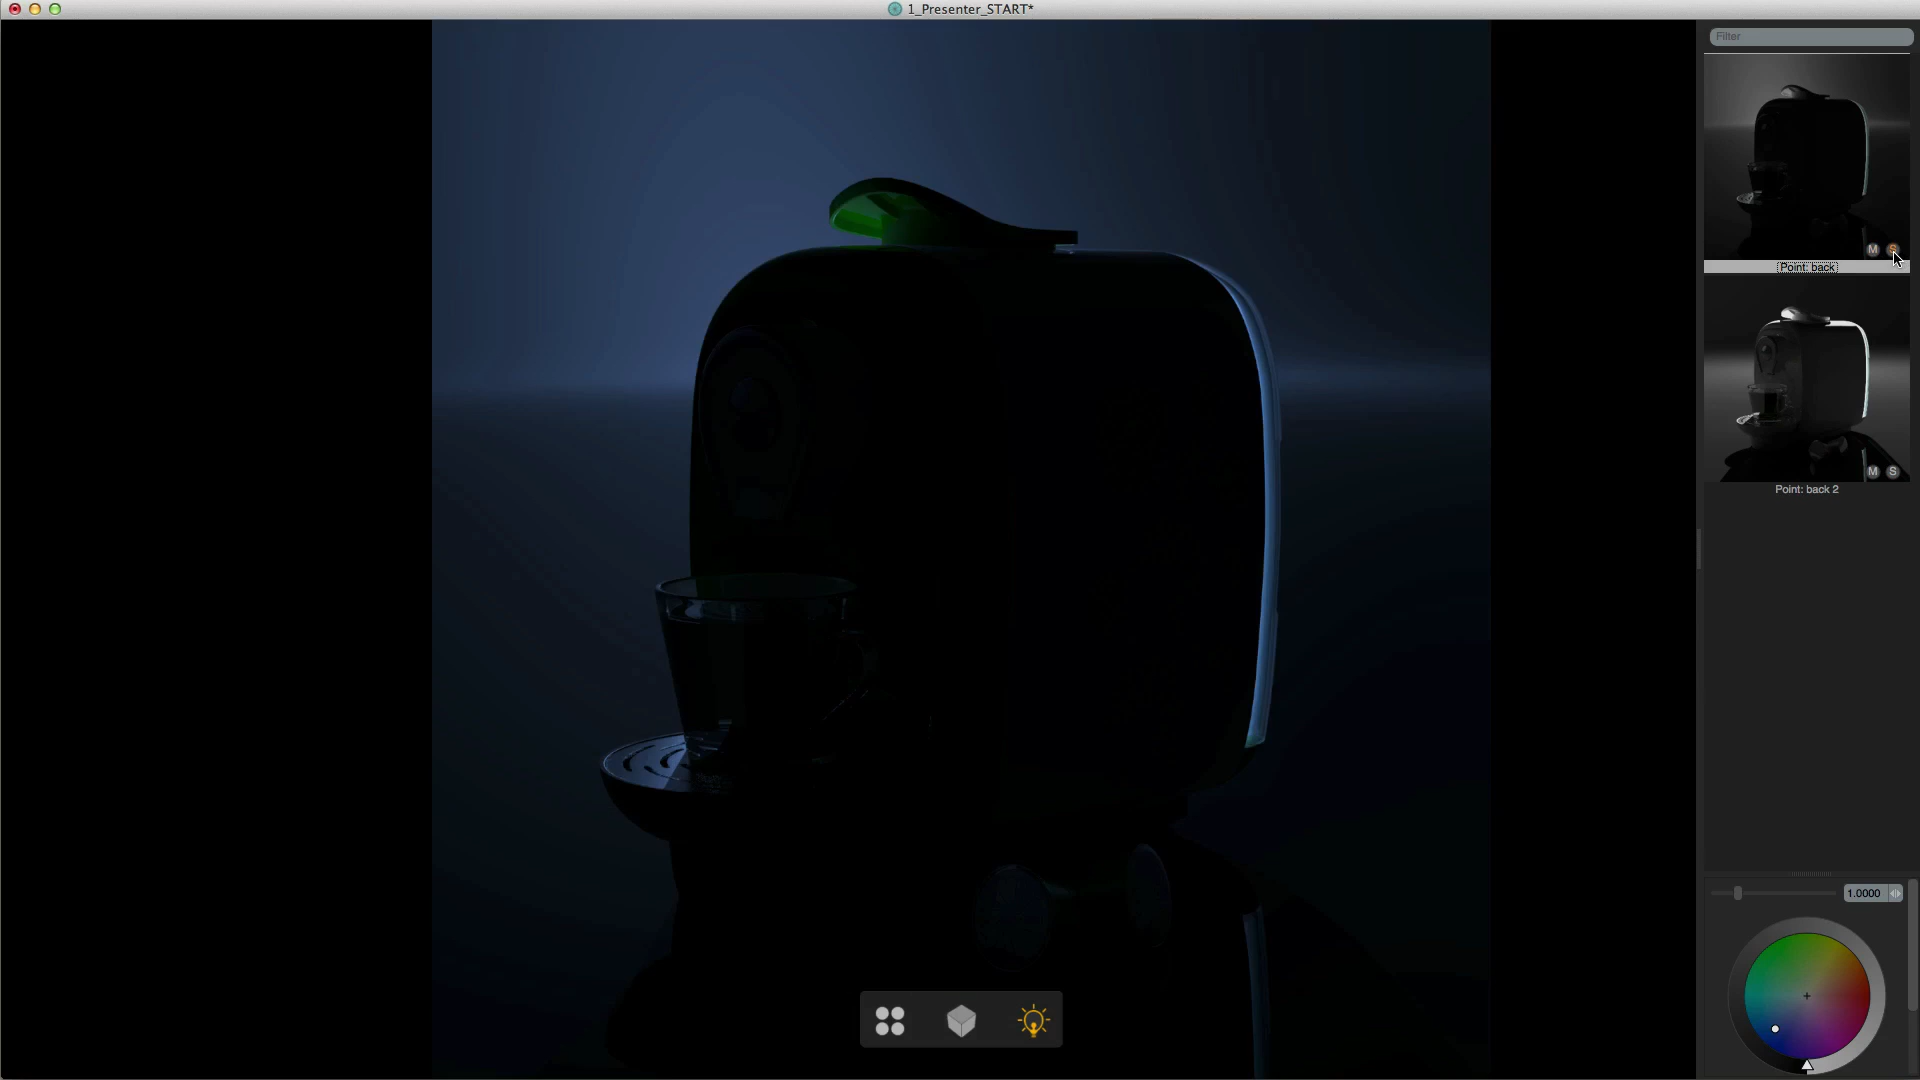 1_Presenter_START*
Filter
M S
Point: back
M S
Point: back 2
1.0000